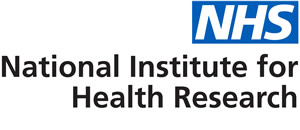 NHS
National Institute for
Health Research